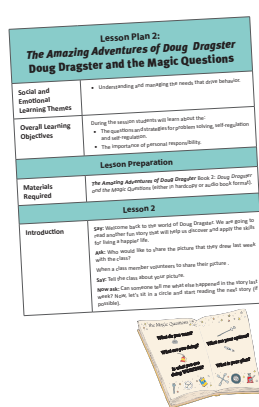 Lesson Plan 2:
The Amazing Adventures of Doug Dragster
Doug Dragster and the Magic Questions
Social and
Emotional
Learning Themes
• Understanding and managing the needs that drive behavior.
Overall Learning
Objectives
During the session students will learn about the:
• The questions and strategies for problem solving, self-regulation
and self-regulation.
• The importance of personal responsibility.
Lesson Preparation
Materials
Required
The Amazing Adventures of Doug Dragster Book 2: Doug Dragster
and the Magic Questions (either in hardcopy or audio book format).
Lesson 2
Introduction
Say: Welcome back to the world of Doug Dragster. We are going to
read another fun story that will help us discover and apply the skills
for living a happier life.
Ask: Who would like to share the picture that they drew last week
with the class?
When a class member volunteers to share their picture.
Say: Tell the class about your picture.
Now ask: Can someone tell me what else happened in the story last
week? Now, let's sit in a circle and start reading the next story (if
possible).
The Magic Questions
What do you want?
What are you doing?
Is what you are
doing working?
What are your options?
What is your plan?